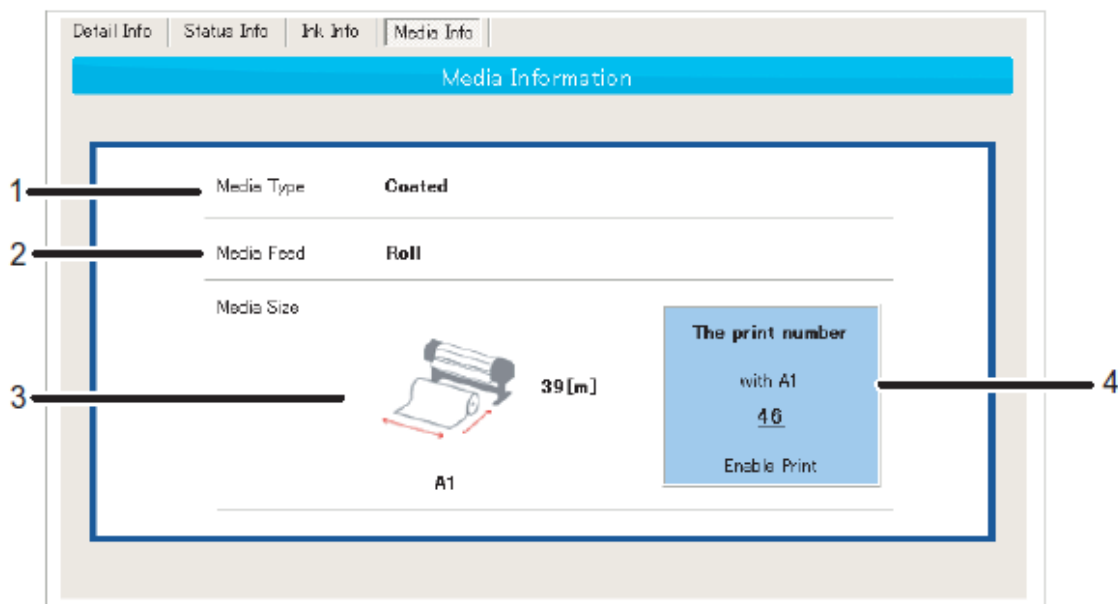 Detail Info Status Info Ink Info Media Info
Media Information
1 Media Type Coated
2 Media Feed Roll
Media Size
The print number
with A1
3 39[m] 4
46
Enable Print
A1